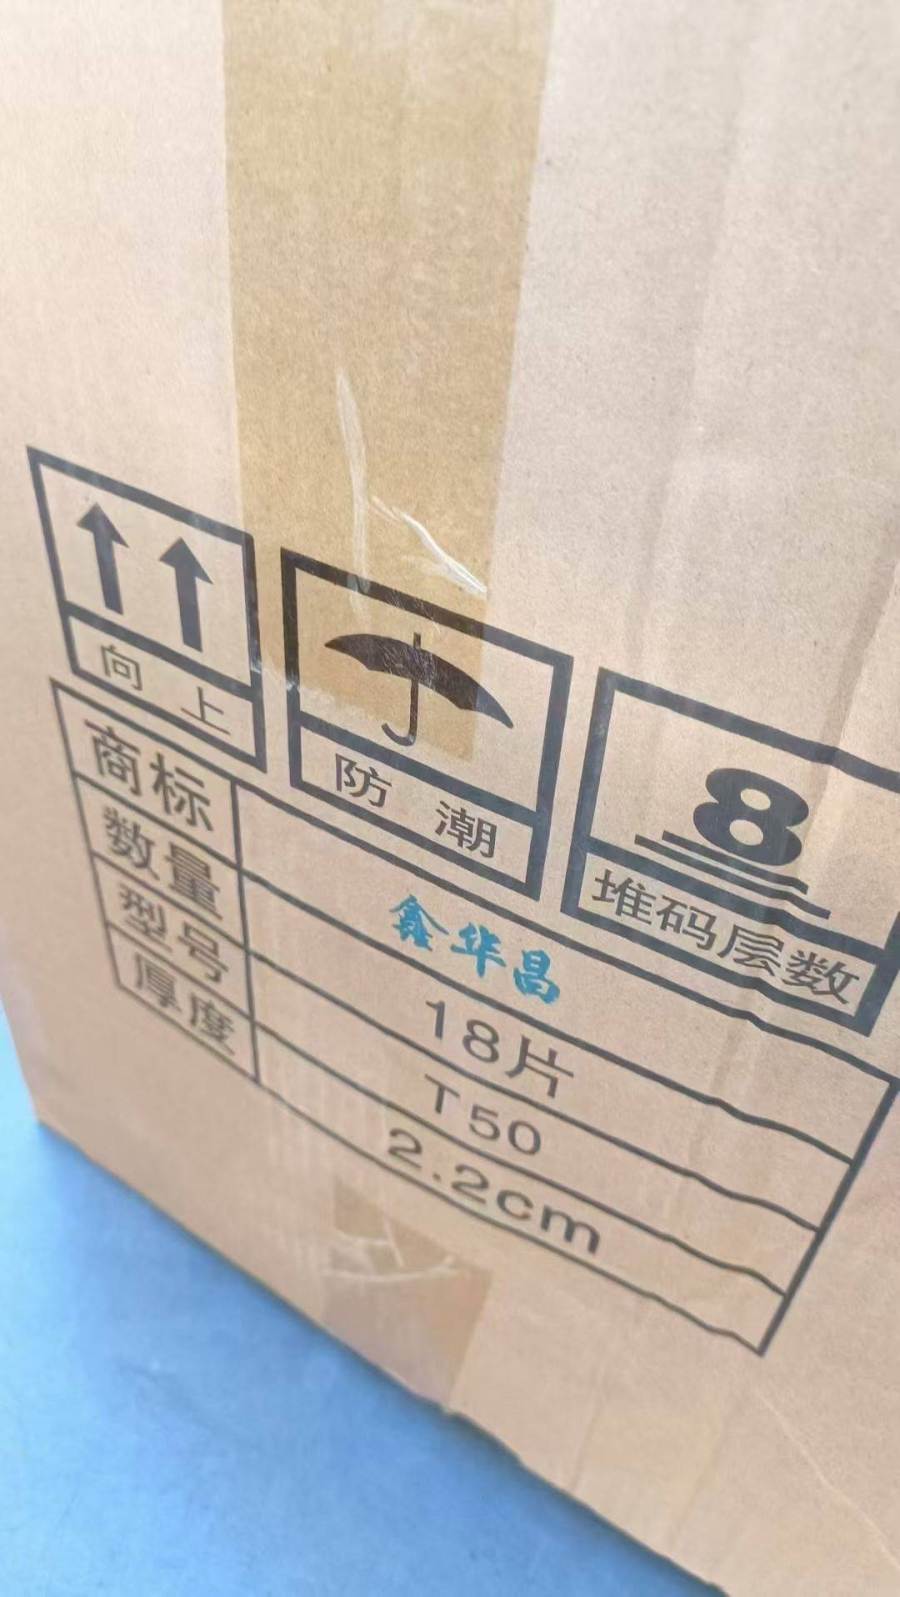 向 上
防 潮
8
堆码层数
商标 鑫华昌
数量 18片
型号 T50
厚度 2.2cm